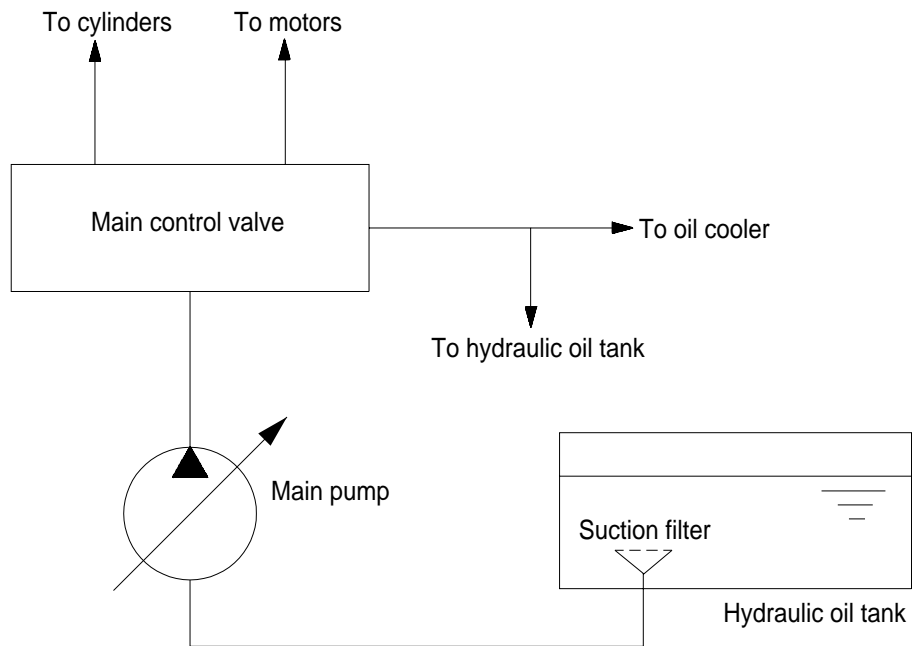 To cylinders
To motors
Main control valve
To oil cooler
To hydraulic oil tank
Main pump
Suction filter
Hydraulic oil tank